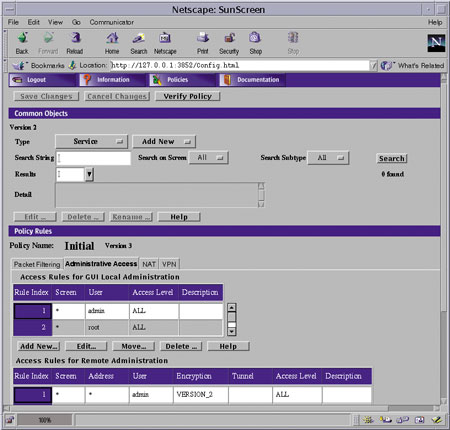 Netscape: SunScreen
File Edit View Go Communicator Help
Back Forward Reload Home Search Netscape Print Security Stop Shop
N
Bookmarks Location: http://127.0.0.1:3852/Config.html What's Related
Logout Information Policies Documentation
Save Changes Cancel Changes Verify Policy
Common Objects
Version 2
Type Service Add New
Search String Search on Screen All Search Subtype All Search
Results 0 found
Detail
Edit ... Delete ... Rename ... Help
Policy Rules
Policy Name: Initial Version 3
Packet Filtering Administrative Access NAT VPN
Access Rules for GUI Local Administration
Rule Index Screen User Access Level Description
1 * admin ALL
2 * root ALL
Add New... Edit... Move... Delete ... Help
Access Rules for Remote Administration
Rule Index Screen Address User Encryption Tunnel Access Level Description
1 * * admin VERSION_2 ALL
100%